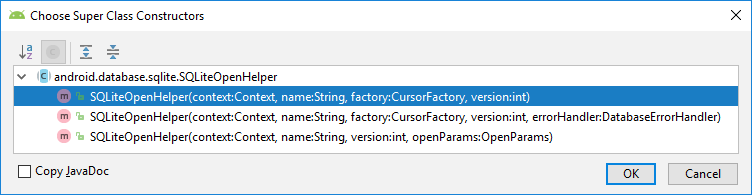 Choose Super Class Constructors
android.database.sqlite.SQLiteOpenHelper
SQLiteOpenHelper(context:Context, name:String, factory:CursorFactory, version:int)
SQLiteOpenHelper(context:Context, name:String, factory:CursorFactory, version:int, errorHandler:DatabaseErrorHandler)
SQLiteOpenHelper(context:Context, name:String, version:int, openParams:OpenParams)
Copy JavaDoc
OK
Cancel